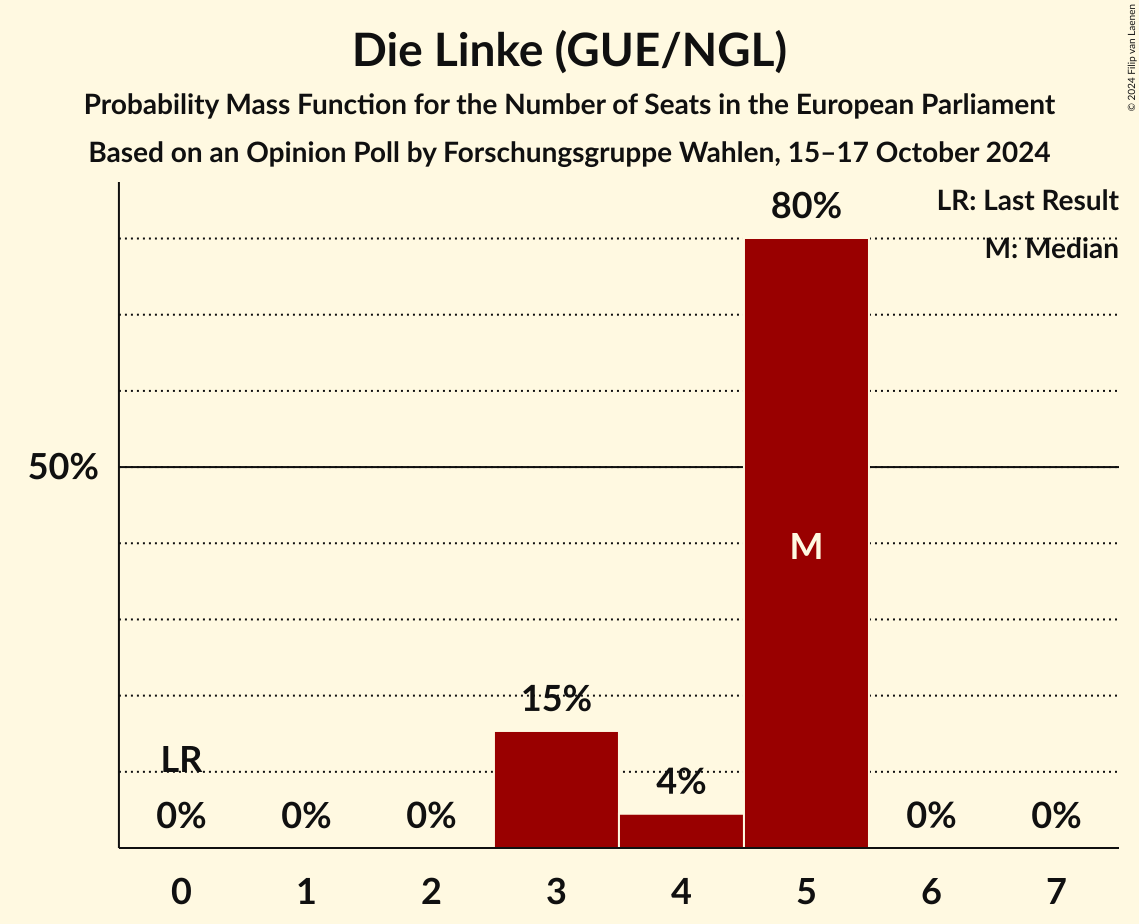 Die Linke (GUE/NGL)
Probability Mass Function for the Number of Seats in the European Parliament
Based on an Opinion Poll by Forschungsgruppe Wahlen, 15–17 October 2024
© 2024 Filip van Laenen
LR: Last Result
M: Median
80%
50%
M
15%
LR
4%
0%
0%
0%
0%
0%
0
1
2
3
4
5
6
7